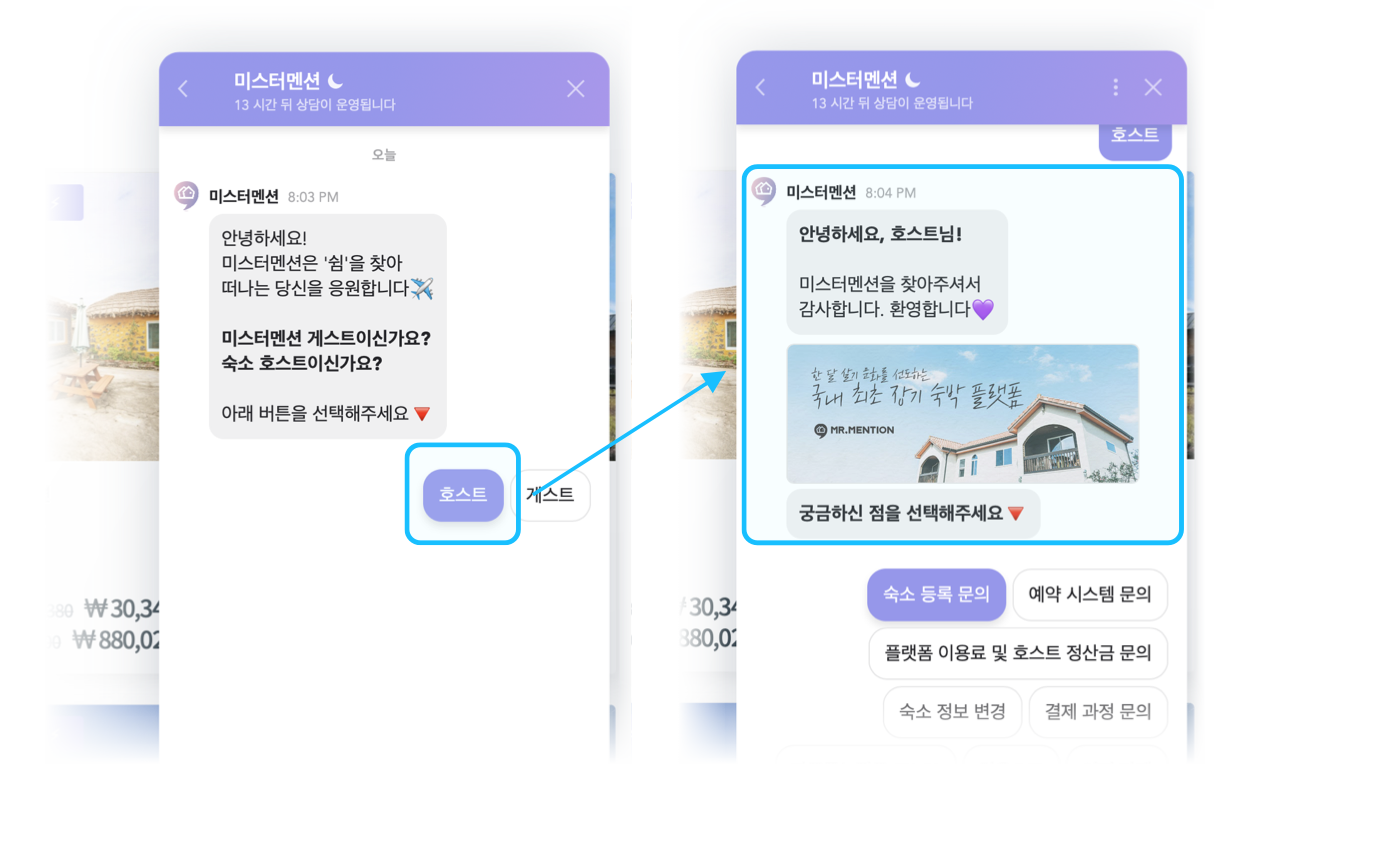 미스터멘션
13 시간 뒤 상담이 운영됩니다
오늘
미스터멘션 8:03 PM
안녕하세요!
미스터멘션은 '쉼'을 찾아
떠나는 당신을 응원합니다✈️
미스터멘션 게스트이신가요?
숙소 호스트이신가요?
아래 버튼을 선택해주세요🔻
호스트
게스트
₩30,34
₩880,02
미스터멘션
13 시간 뒤 상담이 운영됩니다
호스트
미스터멘션 8:04 PM
안녕하세요, 호스트님!
미스터멘션을 찾아주셔서
감사합니다. 환영합니다💜
한 달 살기 문화를 선도하는
국내 최초 장기 숙박 플랫폼
MR.MENTION
궁금하신 점을 선택해주세요🔻
30,34
880,02
숙소 등록 문의
예약 시스템 문의
플랫폼 이용료 및 호스트 정산금 문의
숙소 정보 변경
결제 과정 문의